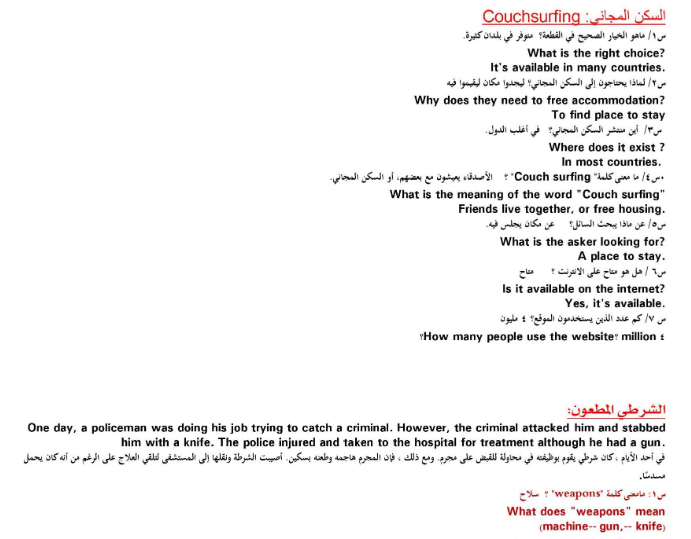 السكن المجاني: Couchsurfing
س١/ ماهو الخيار الصحيح في القطعة؟ متوفر في بلدان كثيرة.
What is the right choice?
It's available in many countries.
س٢/ لماذا يحتاجون إلى السكن المجاني؟ ليجدوا مكان ليقيموا فيه
Why does they need to free accommodation?
To find place to stay
س٣/ أين منتشر السكن المجاني؟ في أغلب الدول.
Where does it exist ?
In most countries.
٠س٤/ ما معنى كلمة" Couch surfing" ؟ الأصدقاء يعيشون مع بعضهم، أو السكن المجاني.
What is the meaning of the word "Couch surfing"
Friends live together, or free housing.
س٥/ عن ماذا يبحث السائل؟ عن مكان يجلس فيه.
What is the asker looking for?
A place to stay.
س٦ / هل هو متاح على الانترنت ؟ متاح
Is it available on the internet?
Yes, it's available.
س ٧/ كم عدد الذين يستخدمون الموقع؟ ٤ مليون
؟How many people use the website؟ million ٤
الشرطي المطعون:
One day, a policeman was doing his job trying to catch a criminal. However, the criminal attacked him and stabbed
him with a knife. The police injured and taken to the hospital for treatment although he had a gun.
في أحد الأيام ، كان شرطي يقوم بوظيفته في محاولة للقبض على مجرم. ومع ذلك ، فإن المجرم هاجمه وطعنه بسكين. أصيبت الشرطة ونقلها إلى المستشفى لتلقي العلاج على الرغم من أنه كان يحمل
مسدسًا.
س١: مامعنى كلمة "weapons" ؟ سلاح
What does "weapons" mean
(machine-- gun,-- knife)